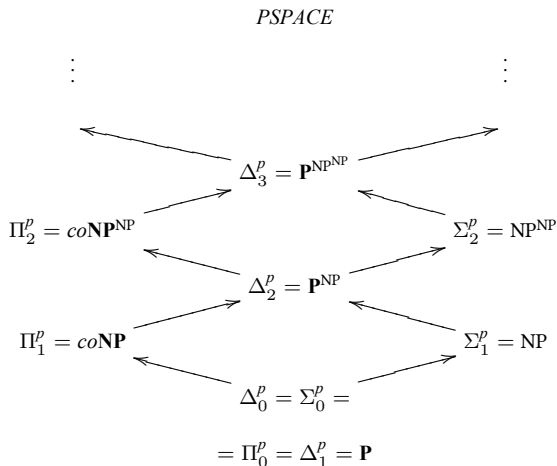 PSPACE
⋮ ⋮
Δ₃ᵖ = P^NP^NP
Π₂ᵖ = coNP^NP Σ₂ᵖ = NP^NP
Δ₂ᵖ = P^NP
Π₁ᵖ = coNP Σ₁ᵖ = NP
Δ₀ᵖ = Σ₀ᵖ =
= Π₀ᵖ = Δ₁ᵖ = P